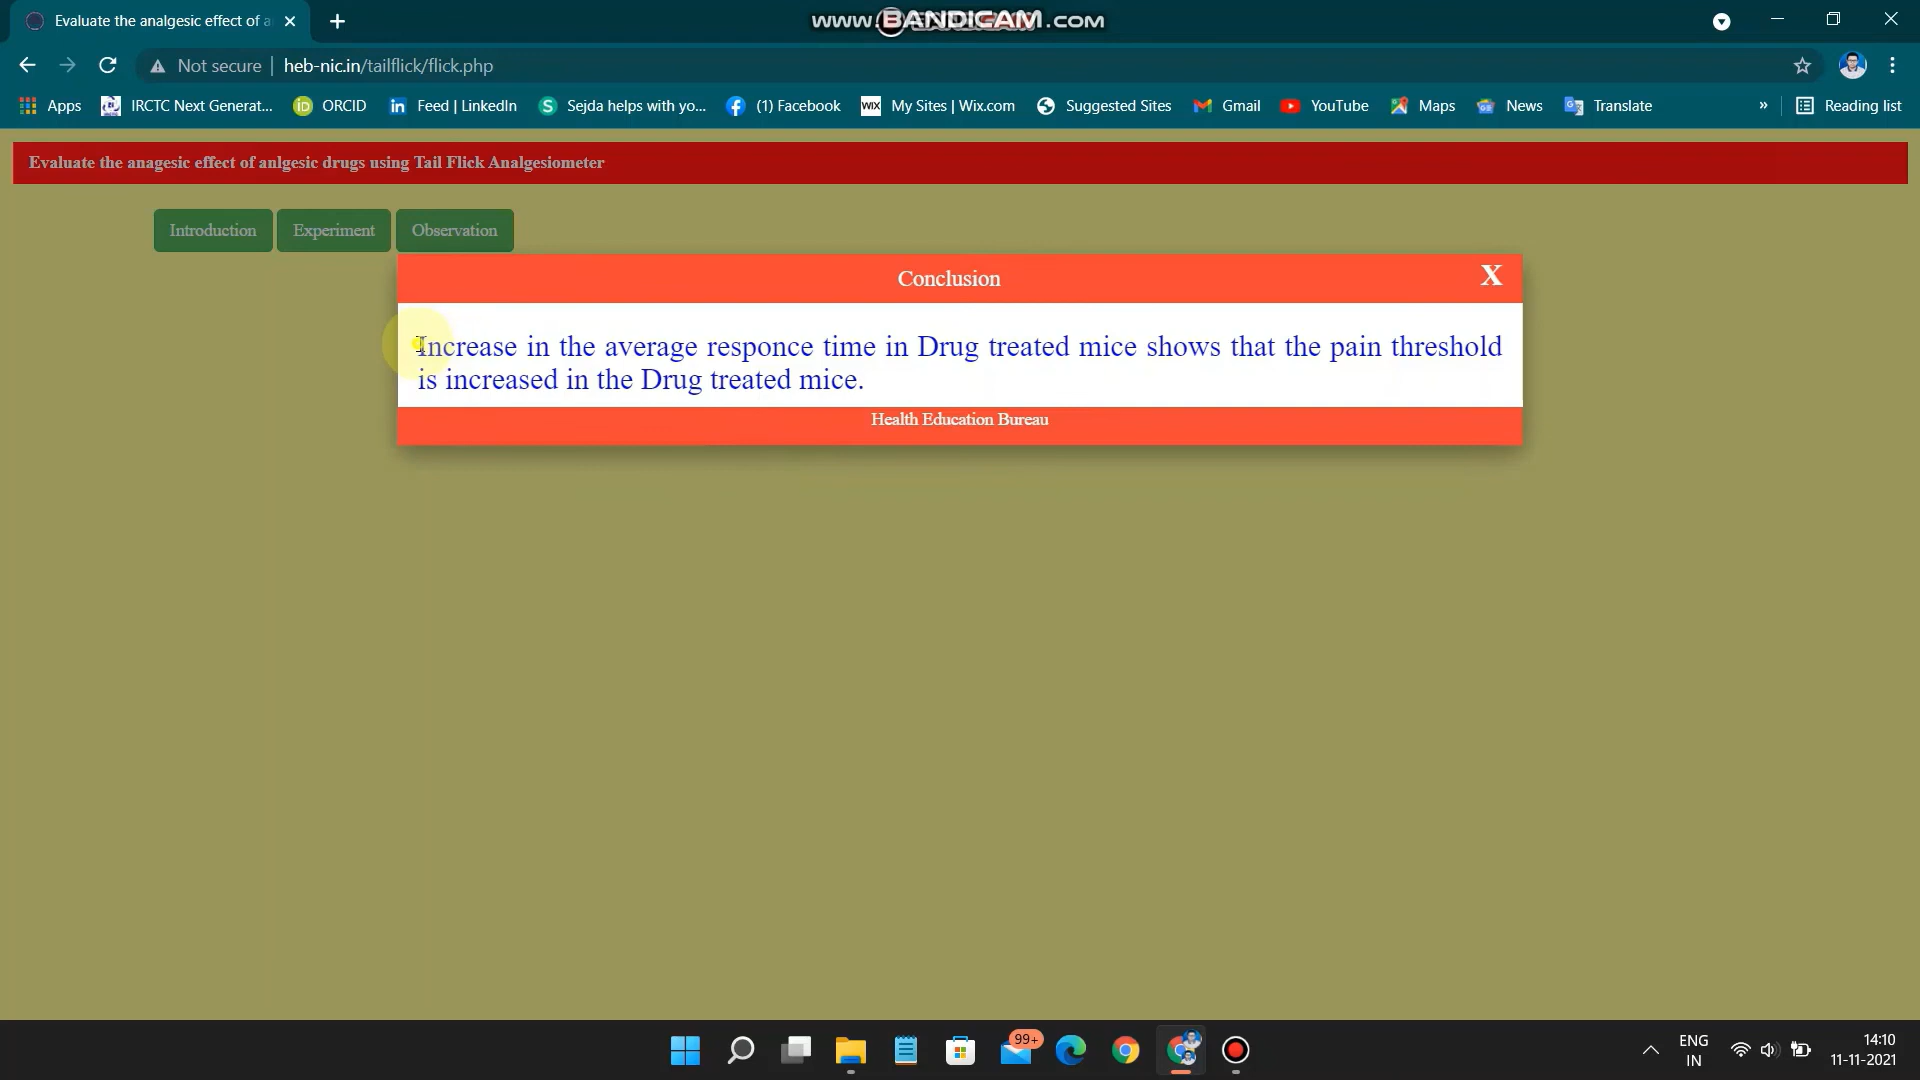 Evaluate the analgesic effect of a
www.BANDICAM.com
Not secure heb-nic.in/tailflick/flick.php
Apps IRCTC Next Generat... ORCID Feed | LinkedIn Sejda helps with yo... (1) Facebook My Sites | Wix.com Suggested Sites Gmail YouTube Maps News Translate » Reading list
Evaluate the anagesic effect of anlgesic drugs using Tail Flick Analgesiometer
Introduction Experiment Observation
Conclusion X
Increase in the average responce time in Drug treated mice shows that the pain threshold
is increased in the Drug treated mice.
Health Education Bureau
99+
ENG
IN
14:10
11-11-2021